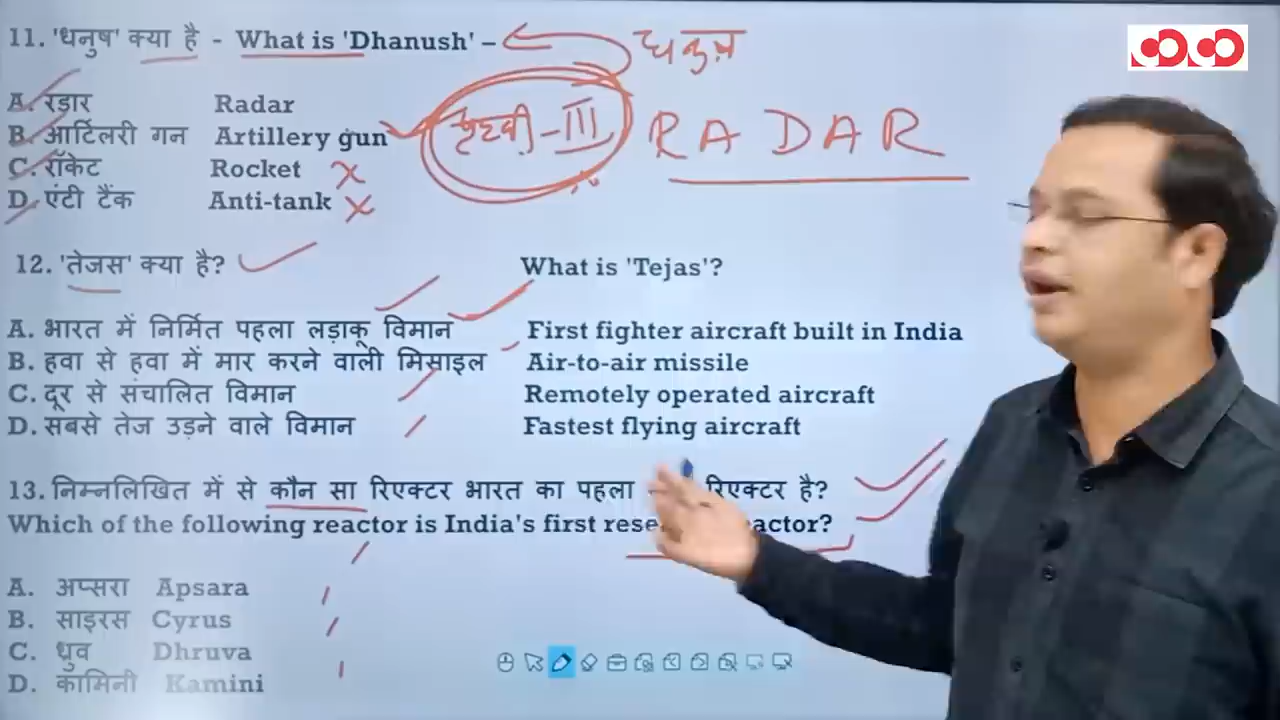 11. 'धनुष' क्या है - What is 'Dhanush' –
धनुष
A. रडार Radar
B. आर्टिलरी गन Artillery gun
पृथ्वी-III
RADAR
C. रॉकेट Rocket
D. एंटी टैंक Anti-tank
12. 'तेजस' क्या है? What is 'Tejas'?
A. भारत में निर्मित पहला लड़ाकू विमान First fighter aircraft built in India
B. हवा से हवा में मार करने वाली मिसाइल Air-to-air missile
C. दूर से संचालित विमान Remotely operated aircraft
D. सबसे तेज उड़ने वाले विमान Fastest flying aircraft
13. निम्नलिखित में से कौन सा रिएक्टर भारत का पहला रिएक्टर है?
Which of the following reactor is India's first
A. अप्सरा Apsara
B. साइरस Cyrus
C. धुव Dhruva
D. कामिनी Kamini